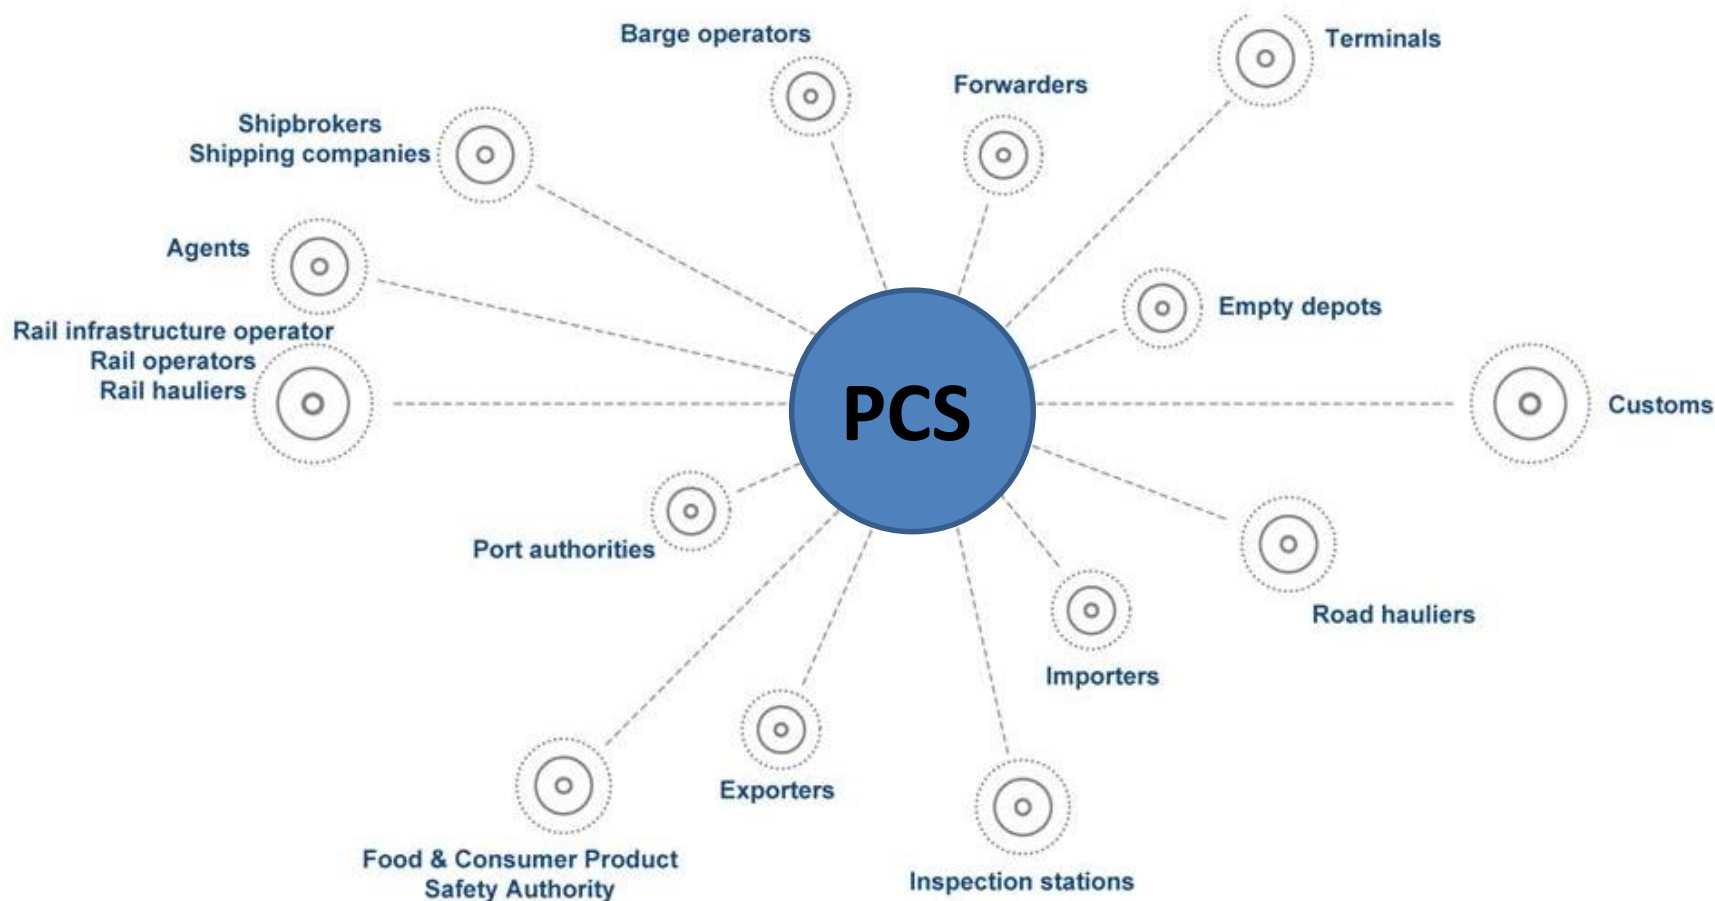 Barge operators
Terminals
Forwarders
Shipbrokers
Shipping companies
Agents
Empty depots
Rail infrastructure operator
Rail operators
Rail hauliers
PCS
Customs
Port authorities
Road hauliers
Importers
Exporters
Food & Consumer Product
Safety Authority
Inspection stations